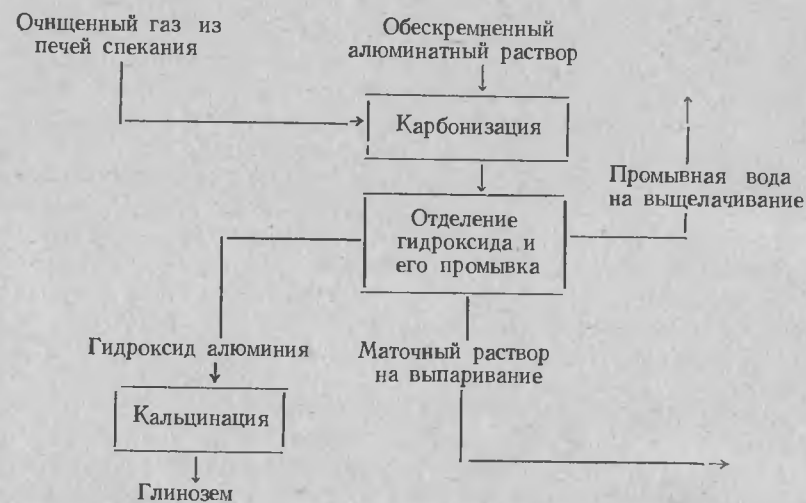 Очищенный газ из
печей спекания
Обескремненный
алюминатный раствор
Карбонизация
Промывная вода
на выщелачивание
Отделение
гидроксида и
его промывка
Гидроксид алюминия
Маточный раствор
на выпаривание
Кальцинация
Глинозем